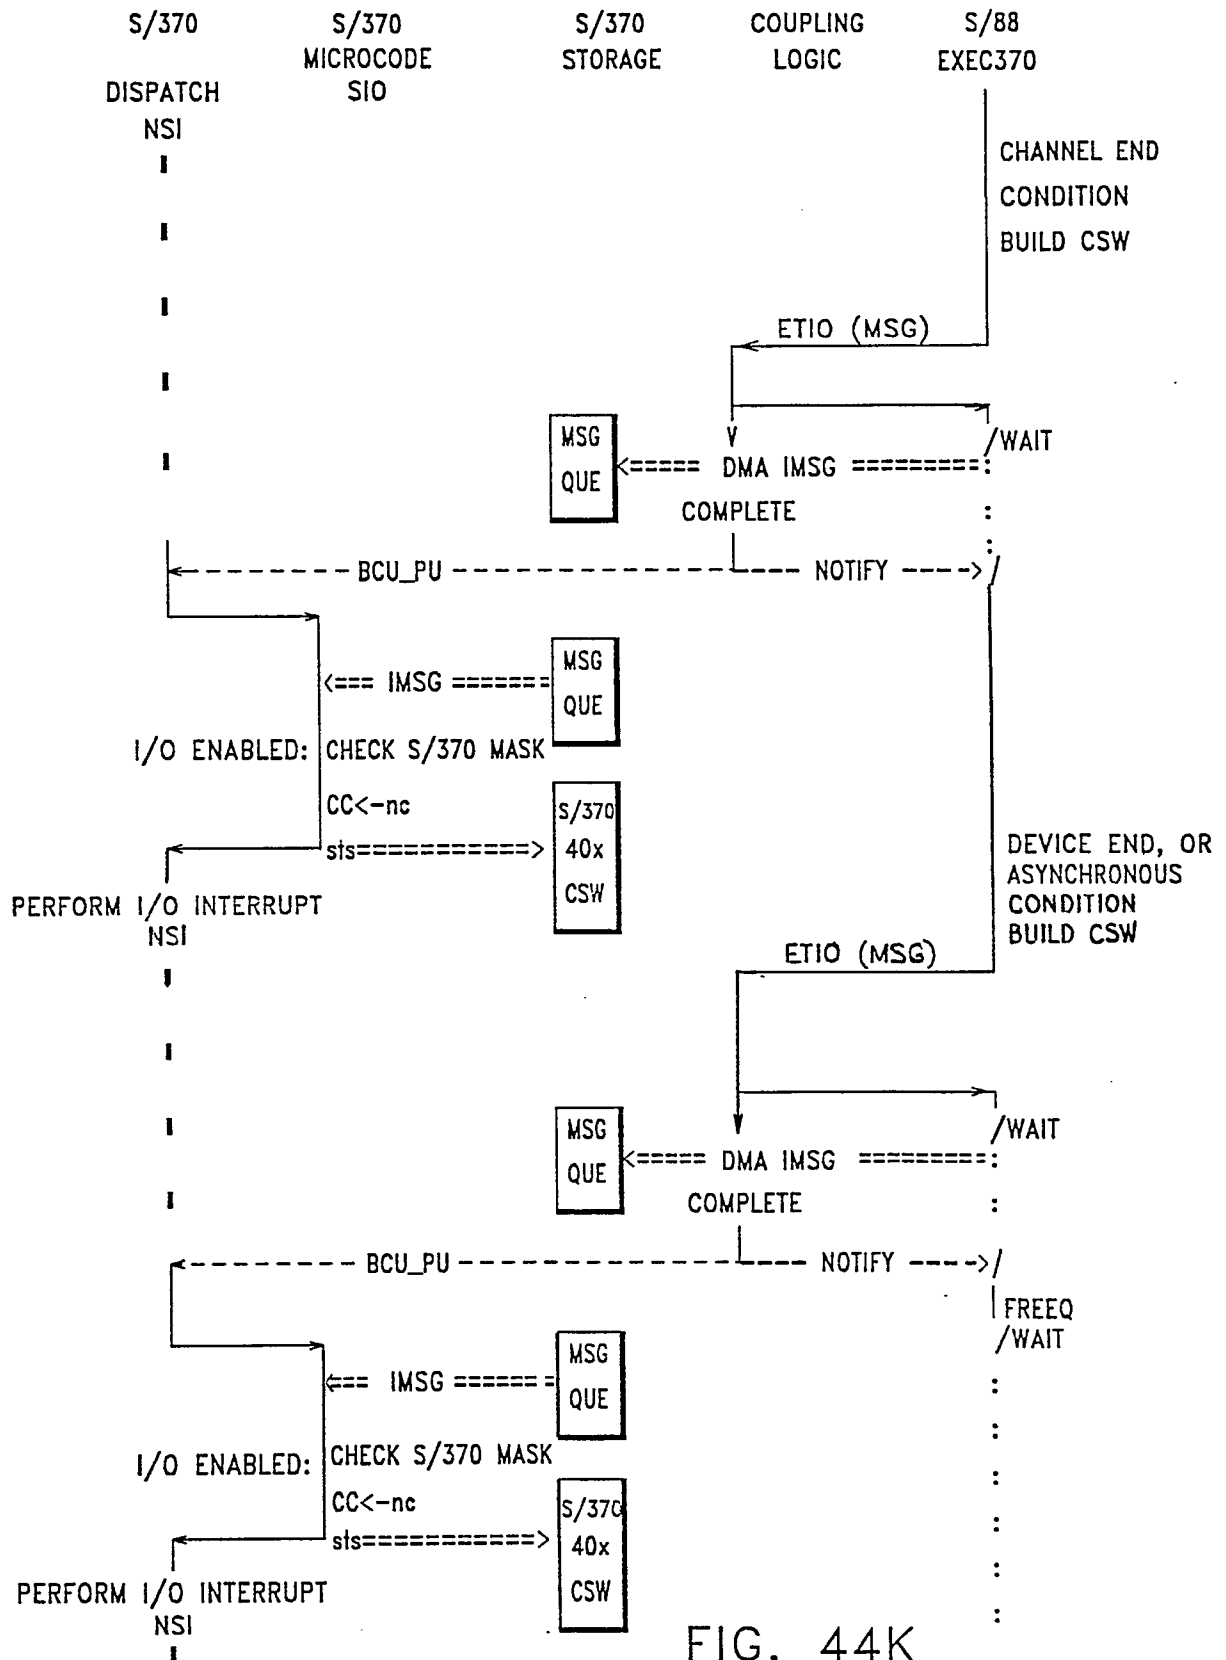 S/370 S/370 S/370 COUPLING S/88
MICROCODE STORAGE LOGIC EXEC370
DISPATCH SIO
NSI
CHANNEL END
CONDITION
BUILD CSW
ETIO (MSG)
MSG
QUE
/WAIT
<===== DMA IMSG =========:
COMPLETE
BCU_PU
NOTIFY
MSG
QUE
<=== IMSG =======
I/O ENABLED: CHECK S/370 MASK
CC<-nc
sts===========>
S/370
40x
CSW
PERFORM I/O INTERRUPT
NSI
DEVICE END, OR
ASYNCHRONOUS
CONDITION
BUILD CSW
ETIO (MSG)
MSG
QUE
/WAIT
<===== DMA IMSG ========:
COMPLETE
BCU_PU
NOTIFY
FREEQ
/WAIT
MSG
QUE
<=== IMSG =======
I/O ENABLED: CHECK S/370 MASK
CC<-nc
sts===========>
S/370
40x
CSW
PERFORM I/O INTERRUPT
NSI
FIG. 44K